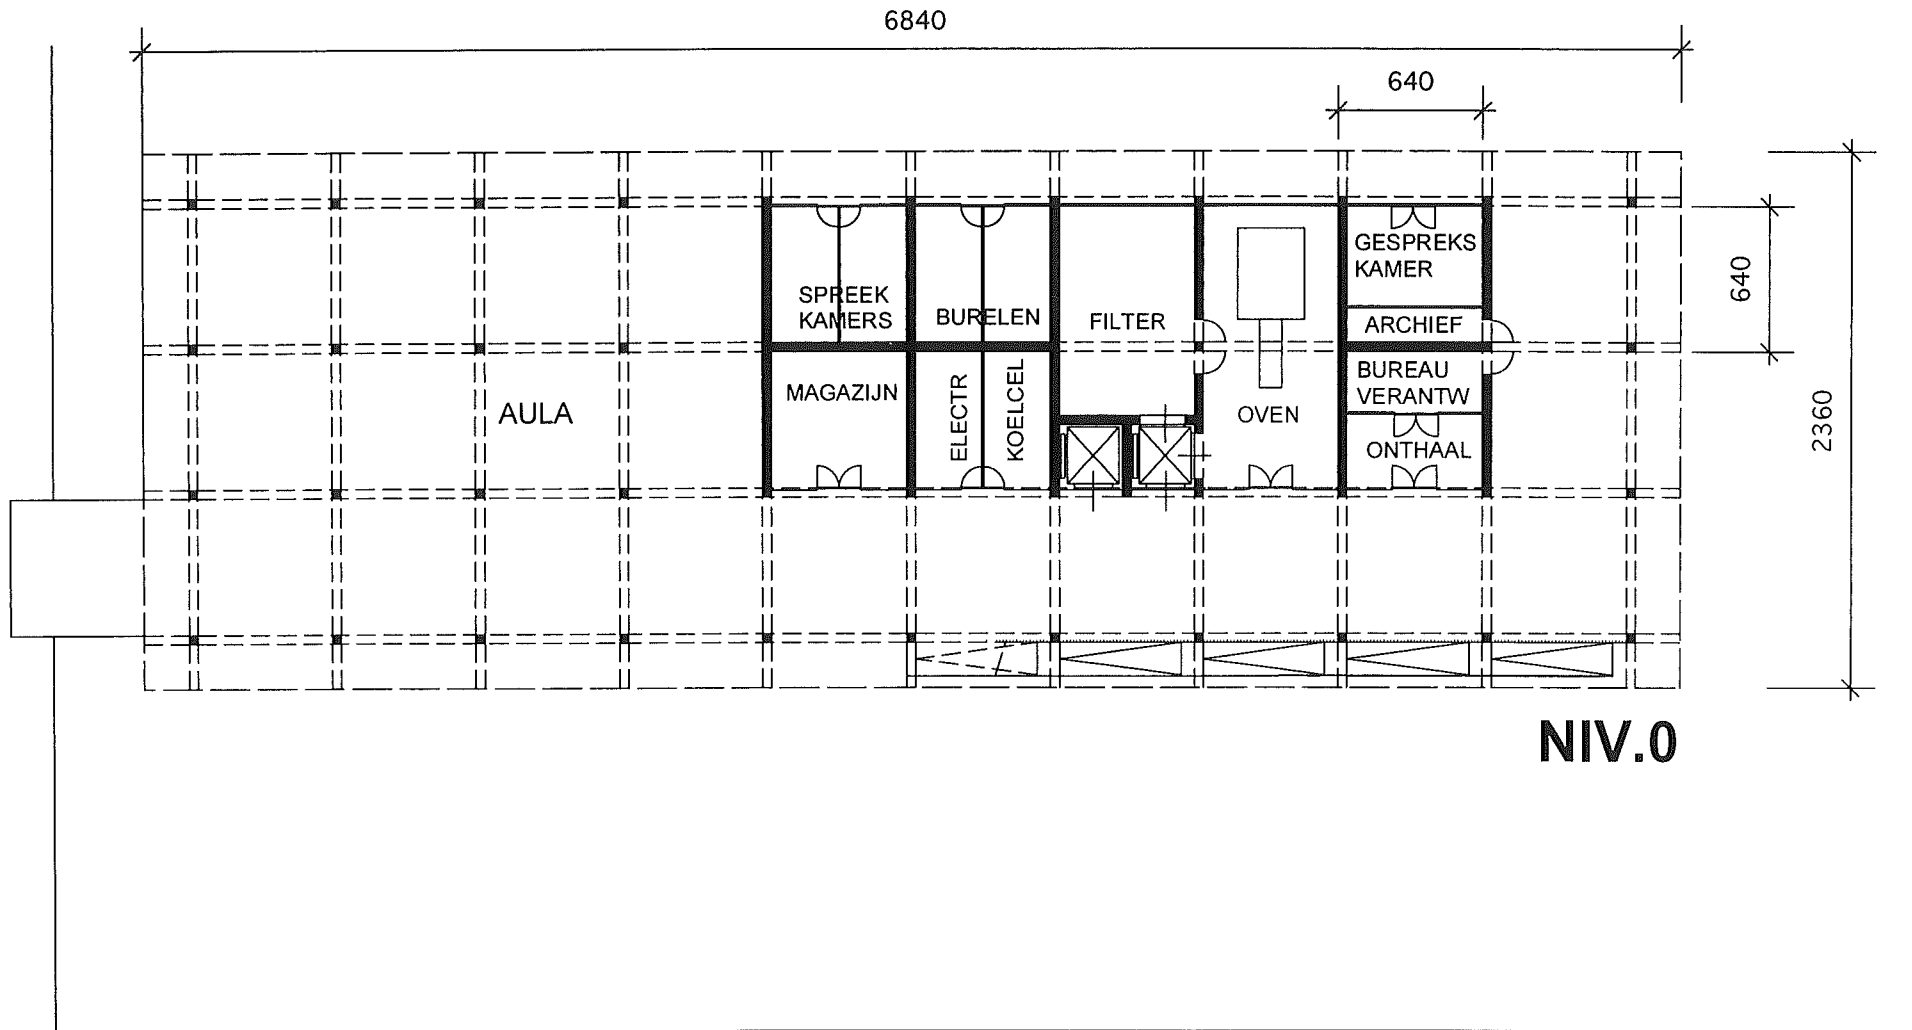 6840
640
GESPREKS
KAMER
640
SPREEK
KAMERS
BURELEN
FILTER
ARCHIEF
MAGAZIJN
ELECTR
KOELCEL
BUREAU
VERANTW
AULA
OVEN
ONTHAAL
2360
NIV.0